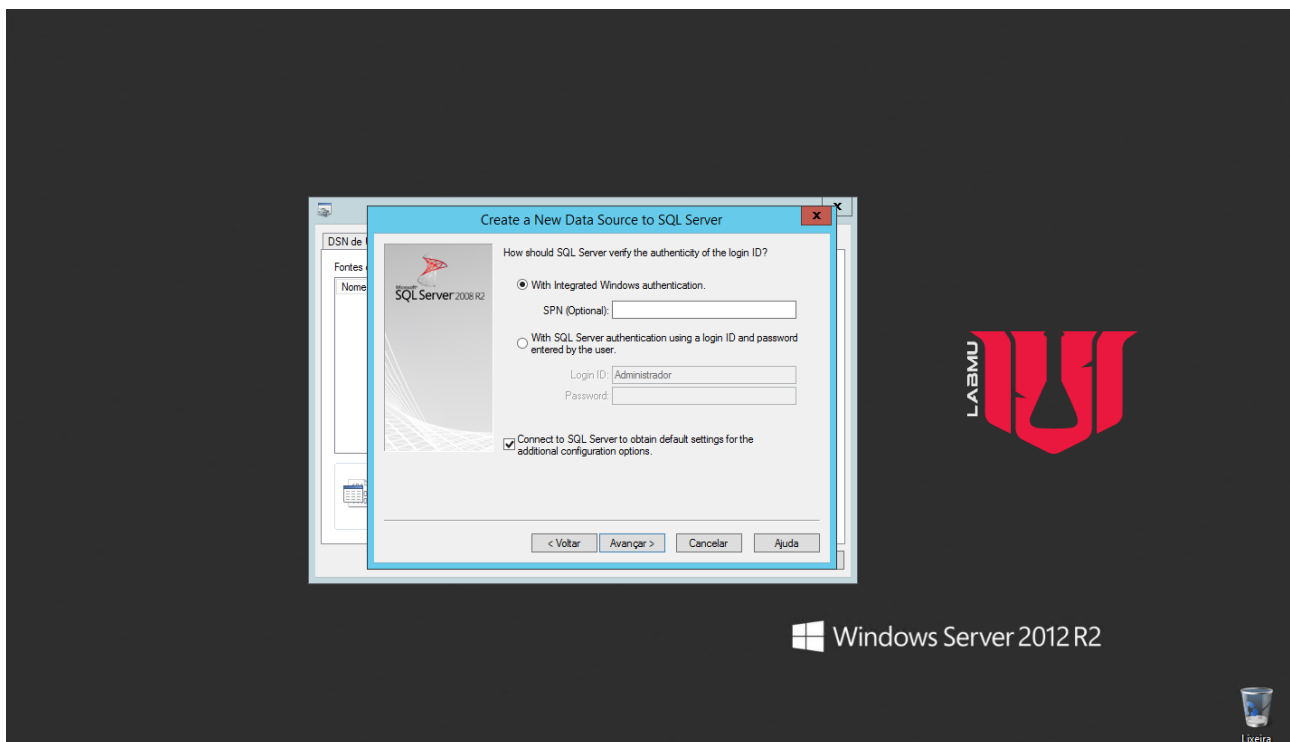 Create a New Data Source to SQL Server
x
x
DSN de
Fontes
Nome
Microsoft
SQL Server 2008 R2
How should SQL Server verify the authenticity of the login ID?
With Integrated Windows authentication.
SPN (Optional):
With SQL Server authentication using a login ID and password
entered by the user.
Login ID: Administrador
Password:
Connect to SQL Server to obtain default settings for the
additional configuration options.
< Voltar
Avançar >
Cancelar
Ajuda
LABMU
Windows Server 2012 R2
Lixeira